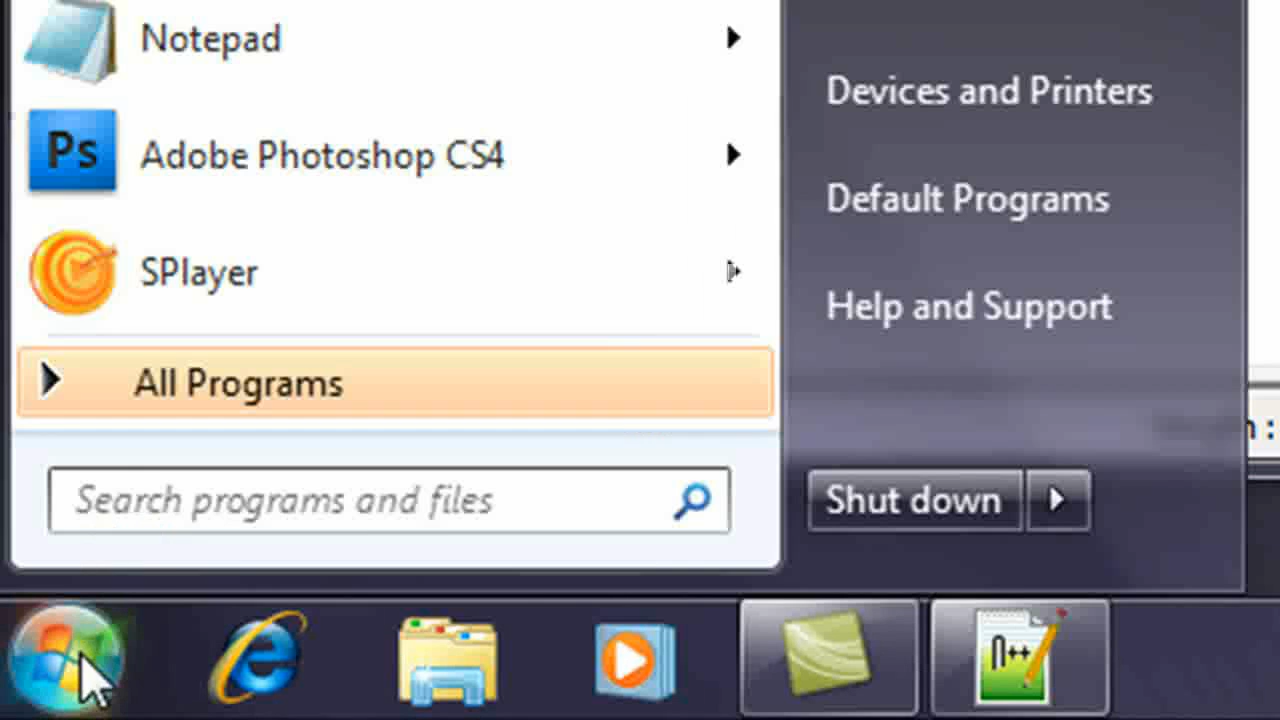 Notepad
Ps
Adobe Photoshop CS4
SPlayer
All Programs
Search programs and files
Devices and Printers
Default Programs
Help and Support
Shut down
n++